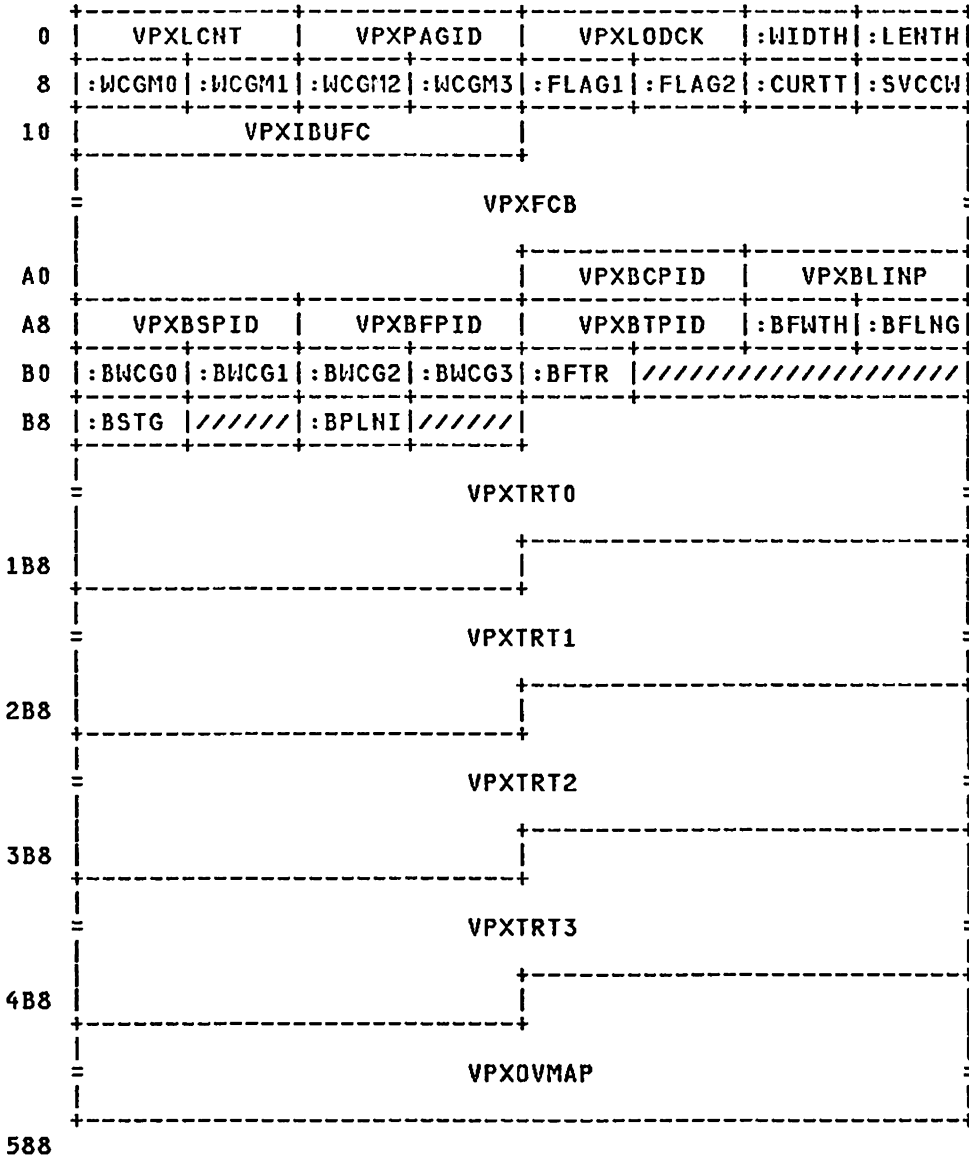 0 | VPXLCNT | VPXPAGID | VPXLODCK |:WIDTH|:LENTH|
8 |:WCGM0|:WCGM1|:WCGM2|:WCGM3|:FLAG1|:FLAG2|:CURTT|:SVCCW|
10 | VPXIBUFC |
= VPXFCB =
A0 | | VPXBCPID | VPXBLINP |
A8 | VPXBSPID | VPXBFPID | VPXBTPID |:BFWTH|:BFLNG|
B0 |:BWCG0|:BWCG1|:BWCG2|:BWCG3|:BFTR |////////////////////|
B8 |:BSTG |//////|:BPLNI|//////|
= VPXTRT0 =
1B8
= VPXTRT1 =
2B8
= VPXTRT2 =
3B8
= VPXTRT3 =
4B8
= VPXOVMAP =
588